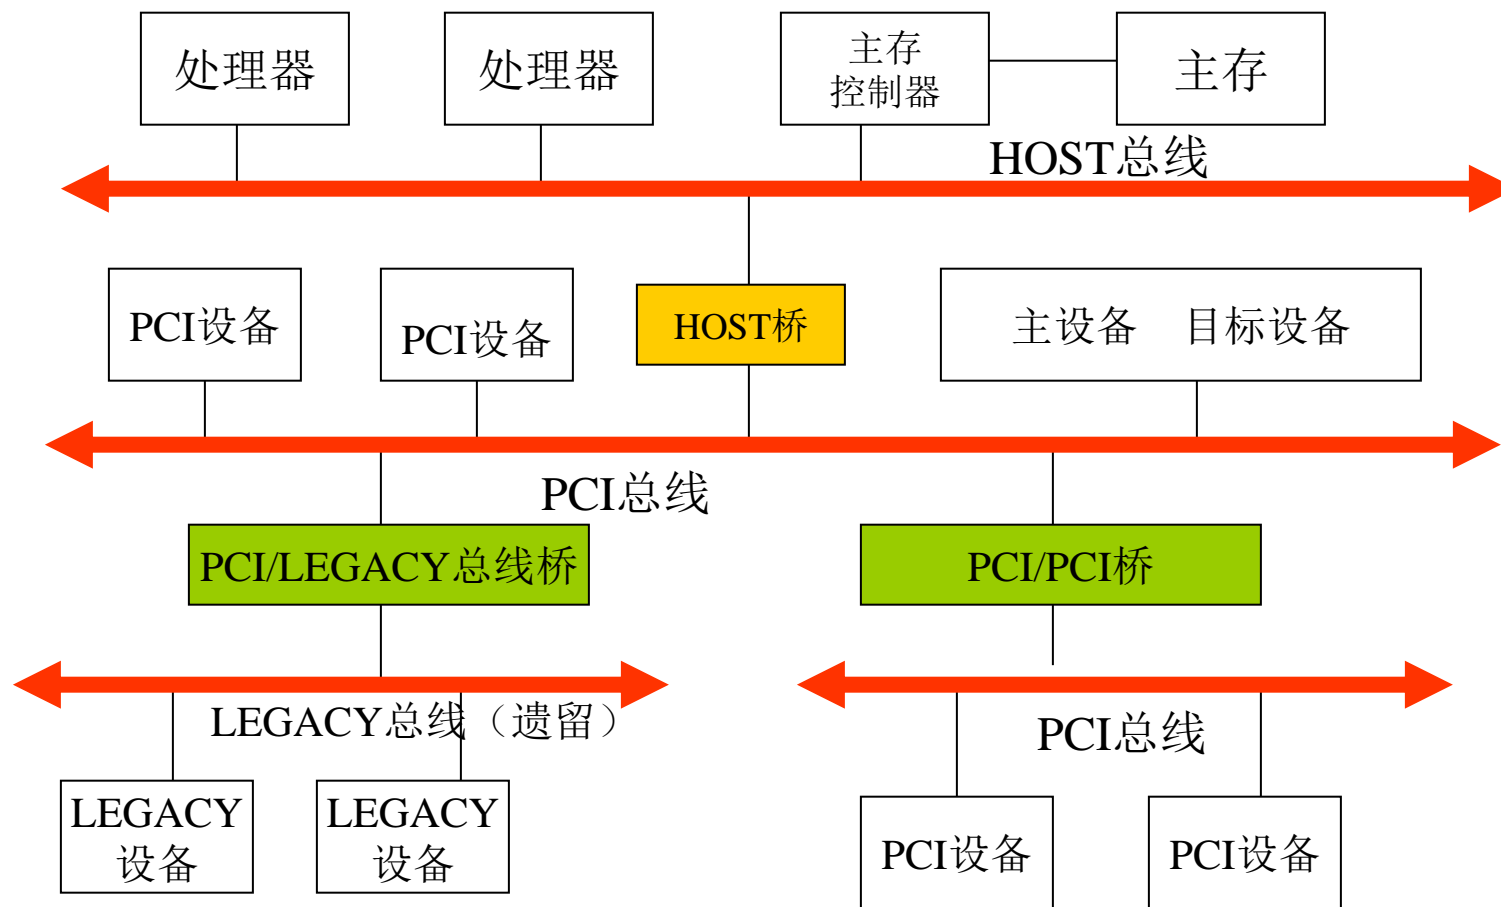 处理器
处理器
主存
控制器
主存
HOST总线
PCI设备
PCI设备
HOST桥
主设备 目标设备
PCI总线
PCI/LEGACY总线桥
PCI/PCI桥
LEGACY总线（遗留）
PCI总线
LEGACY
设备
LEGACY
设备
PCI设备
PCI设备